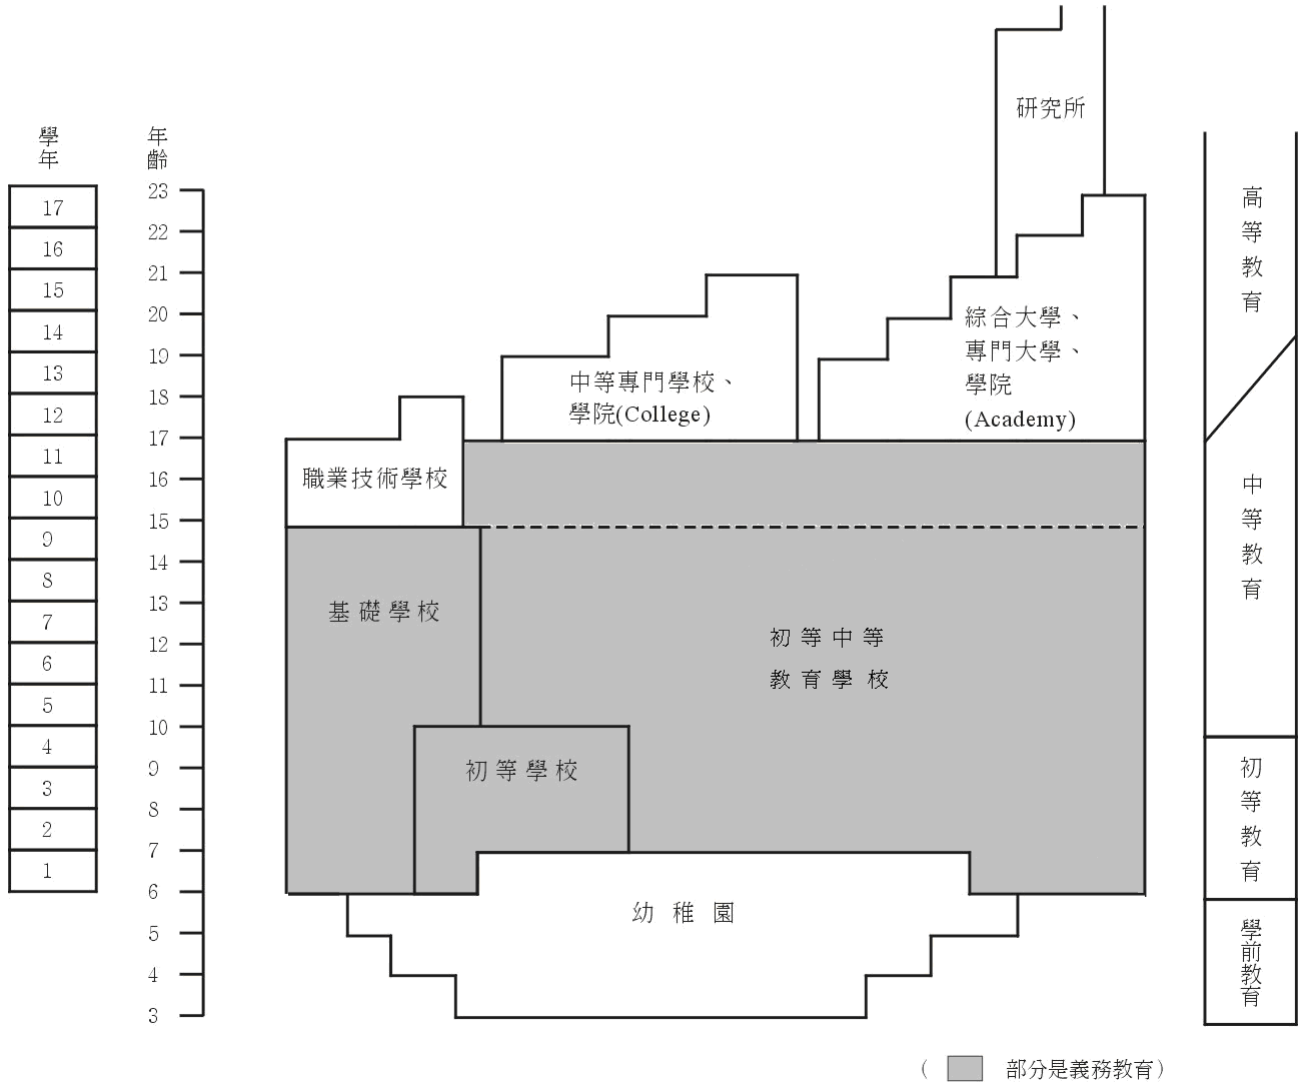 學年
17
16
15
14
13
12
11
10
9
8
7
6
5
4
3
2
1
年齡
23
22
21
20
19
18
17
16
15
14
13
12
11
10
9
8
7
6
5
4
3
研究所
綜合大學、
專門大學、
學院
(Academy)
中等專門學校、
學院(College)
職業技術學校
基礎學校
初等中等
教育學校
初等學校
幼稚園
高等教育
中等教育
初等教育
學前教育
( 部分是義務教育)